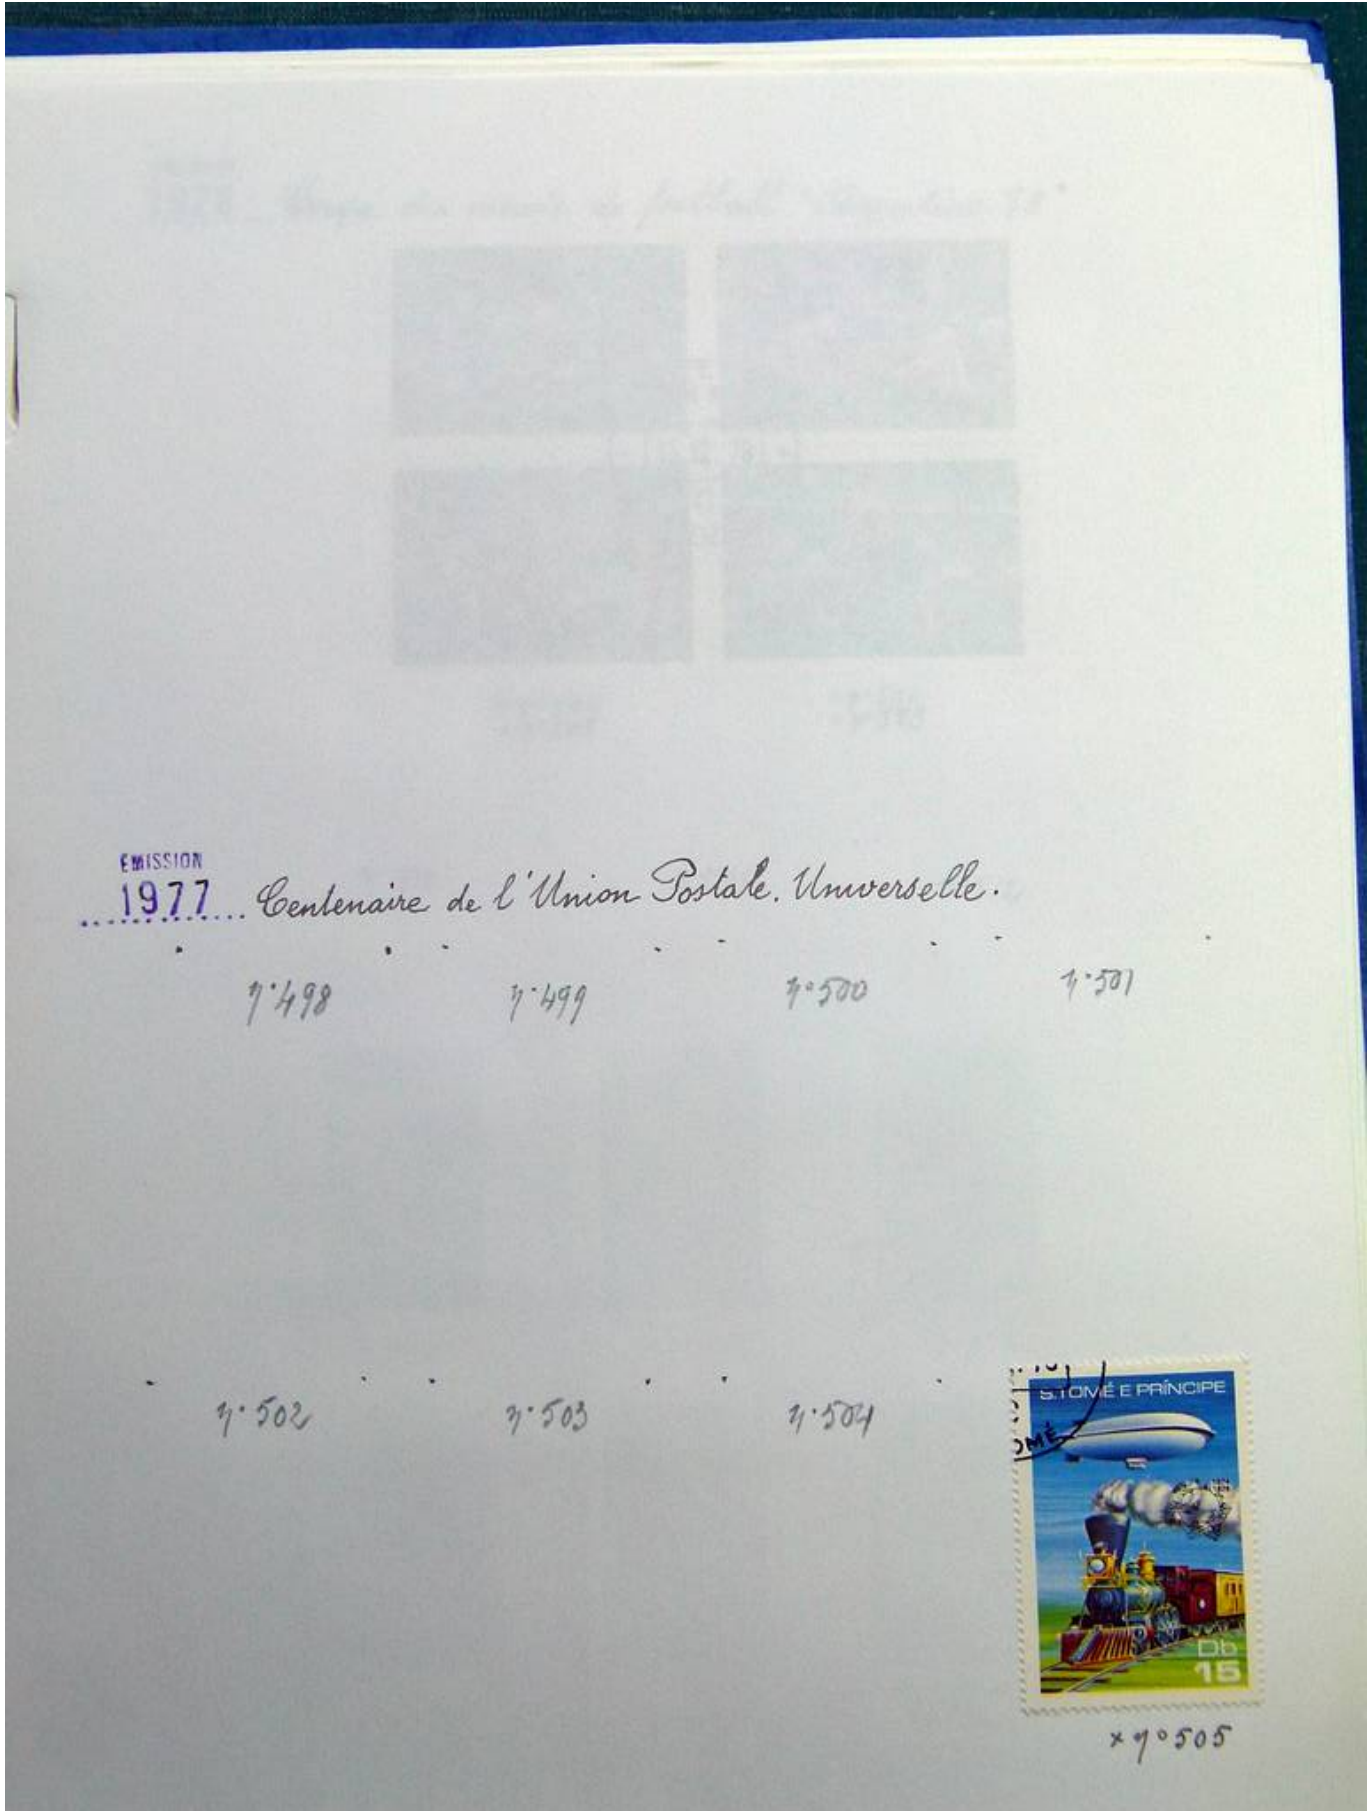 EMISSION
1977 Centenaire de l'Union Postale. Universelle.
n°498 n°499 n°500 n°501
n°502 n°503 n°504
S. TOMÉ E PRÍNCIPE
OMÉ
Db
15
x n°505